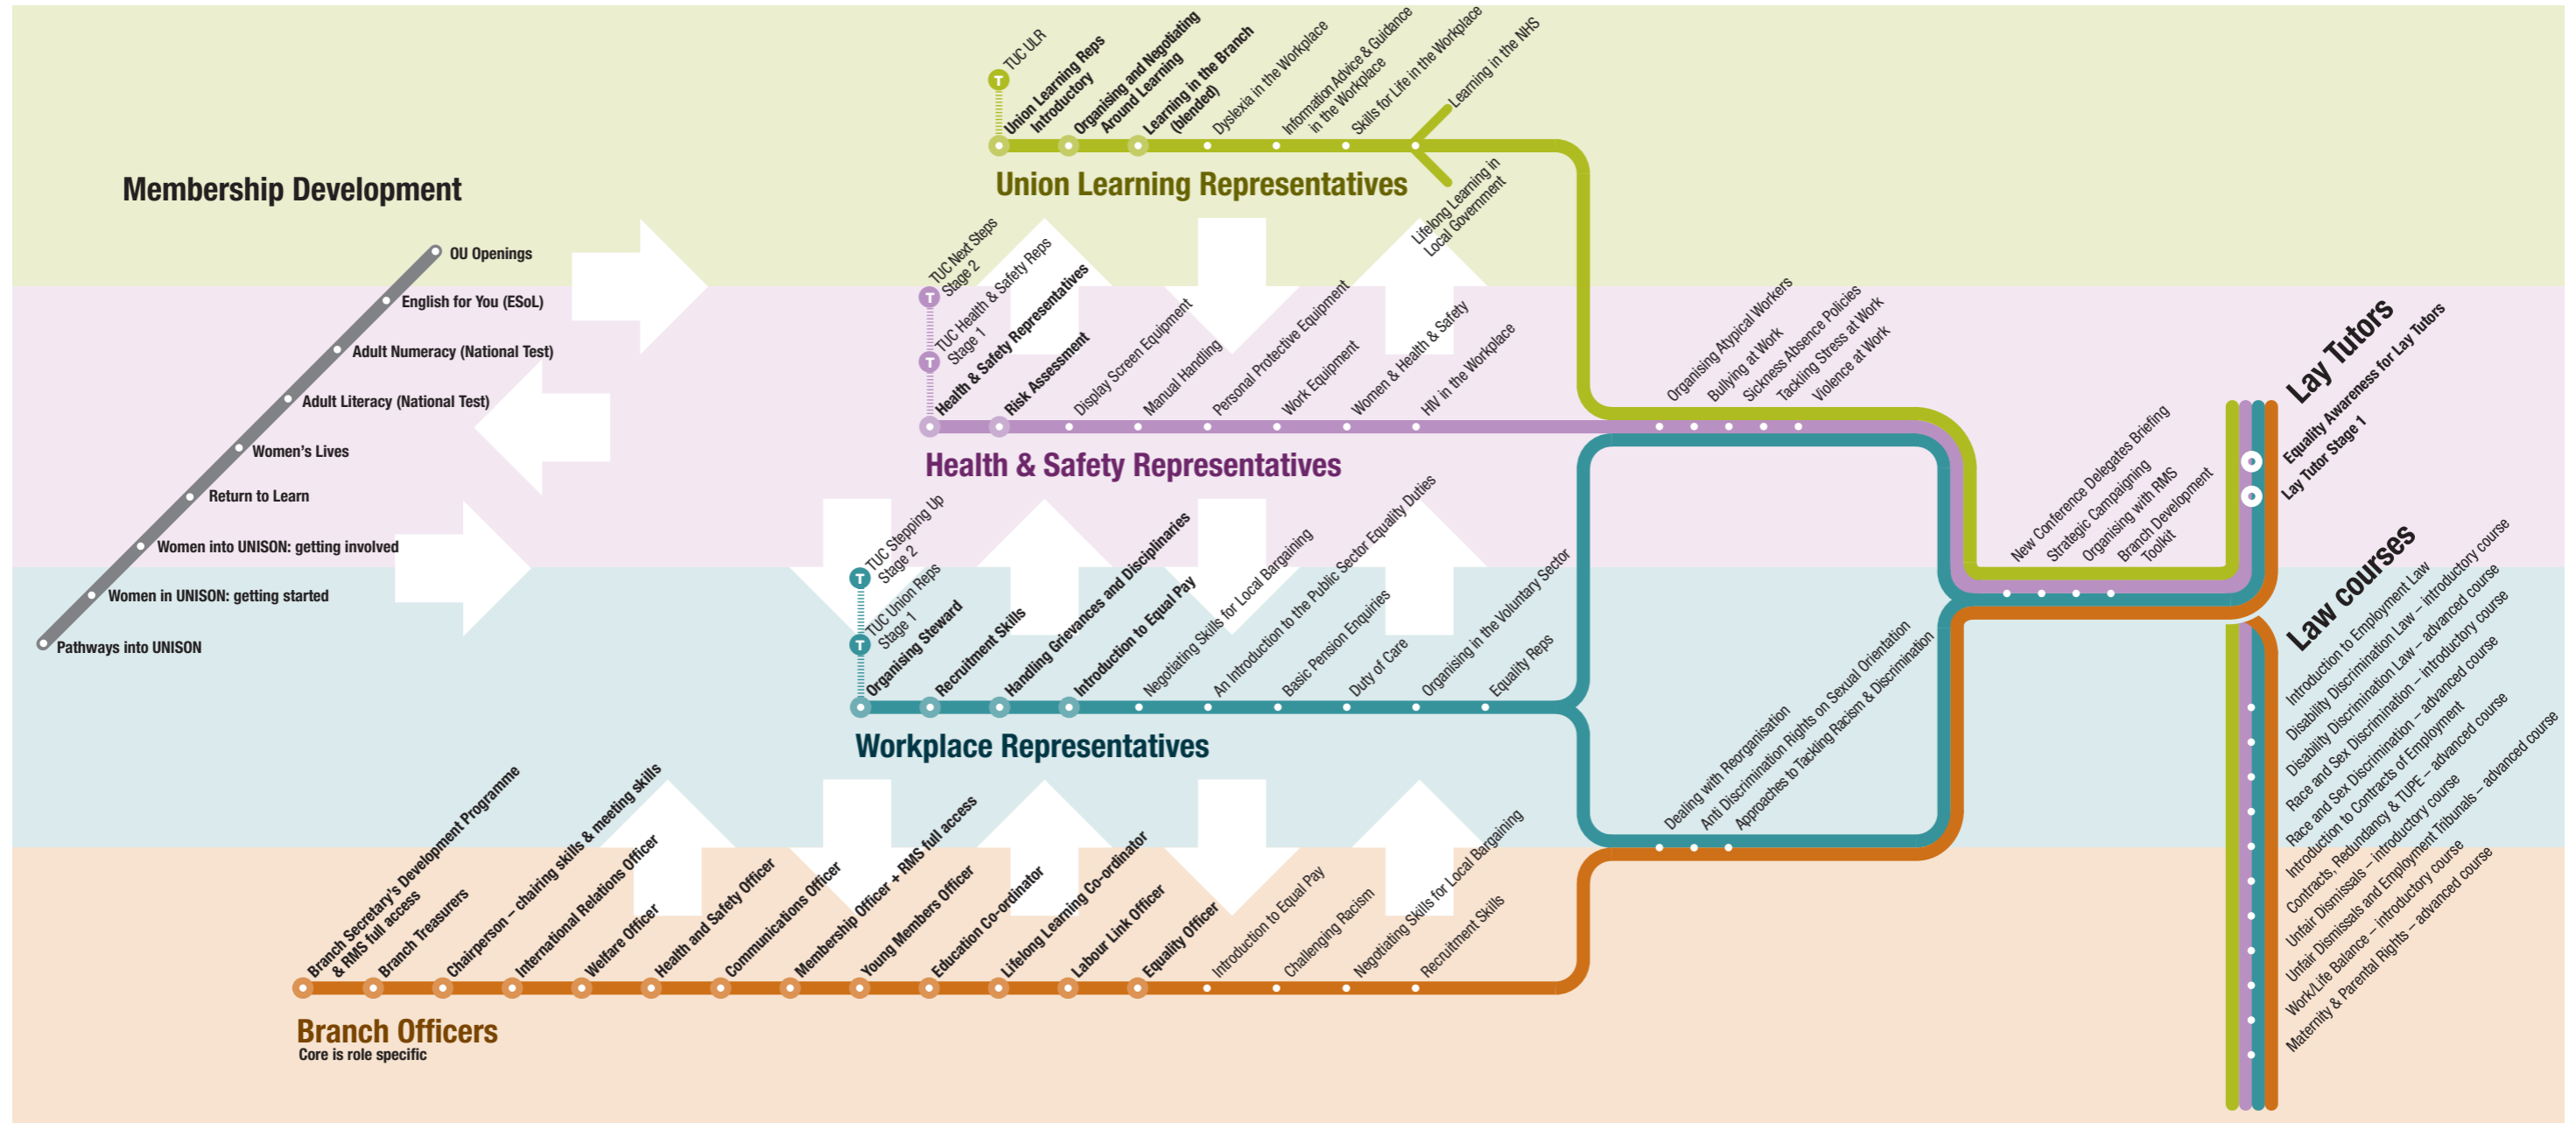 TUC ULR
Union Learning Reps
Introductory
Organising and Negotiating
Around Learning
Learning in the Branch
(blended)
Dyslexia in the Workplace
Information Advice & Guidance
in the Workplace
Skills for Life in the Workplace
Learning in the NHS
Lifelong Learning in
Local Government
Union Learning Representatives
Membership Development
OU Openings
English for You (ESoL)
Adult Numeracy (National Test)
Adult Literacy (National Test)
Women's Lives
Return to Learn
Women into UNISON: getting involved
Women in UNISON: getting started
Pathways into UNISON
TUC Next Steps
Stage 2
TUC Health & Safety Reps
Stage 1
Health & Safety Representatives
Risk Assessment
Display Screen Equipment
Manual Handling
Personal Protective Equipment
Work Equipment
Women & Health & Safety
HIV in the Workplace
Organising Atypical Workers
Bullying at Work
Sickness Absence Policies
Tackling Stress at Work
Violence at Work
Health & Safety Representatives
TUC Stepping Up
Stage 2
TUC Union Reps
Stage 1
Organising Steward
Recruitment Skills
Handling Grievances and Disciplinaries
Introduction to Equal Pay
Negotiating Skills for Local Bargaining
An Introduction to the Public Sector Equality Duties
Basic Pension Enquiries
Duty of Care
Organising in the Voluntary Sector
Equality Reps
Workplace Representatives
Dealing with Reorganisation
Anti Discrimination Rights on Sexual Orientation
Approaches to Tackling Racism & Discrimination
New Conference Delegates Briefing
Strategic Campaigning
Organising with RMS
Branch Development
Toolkit
Branch Secretary's Development Programme
& RMS full access
Branch Treasurers
Chairperson – chairing skills & meeting skills
International Relations Officer
Welfare Officer
Health and Safety Officer
Communications Officer
Membership Officer + RMS full access
Young Members Officer
Education Co-ordinator
Lifelong Learning Co-ordinator
Labour Link Officer
Equality Officer
Introduction to Equal Pay
Challenging Racism
Negotiating Skills for Local Bargaining
Recruitment Skills
Branch Officers
Core is role specific
Lay Tutors
Equality Awareness for Lay Tutors
Lay Tutor Stage 1
Law courses
Introduction to Employment Law
Disability Discrimination Law – introductory course
Disability Discrimination Law – advanced course
Race and Sex Discrimination – introductory course
Race and Sex Discrimination – advanced course
Introduction to Contracts of Employment
Contracts, Redundancy & TUPE – advanced course
Unfair Dismissals – introductory course
Unfair Dismissals and Employment Tribunals – advanced course
Work/Life Balance – introductory course
Maternity & Parental Rights – advanced course
T
T
T
T
T